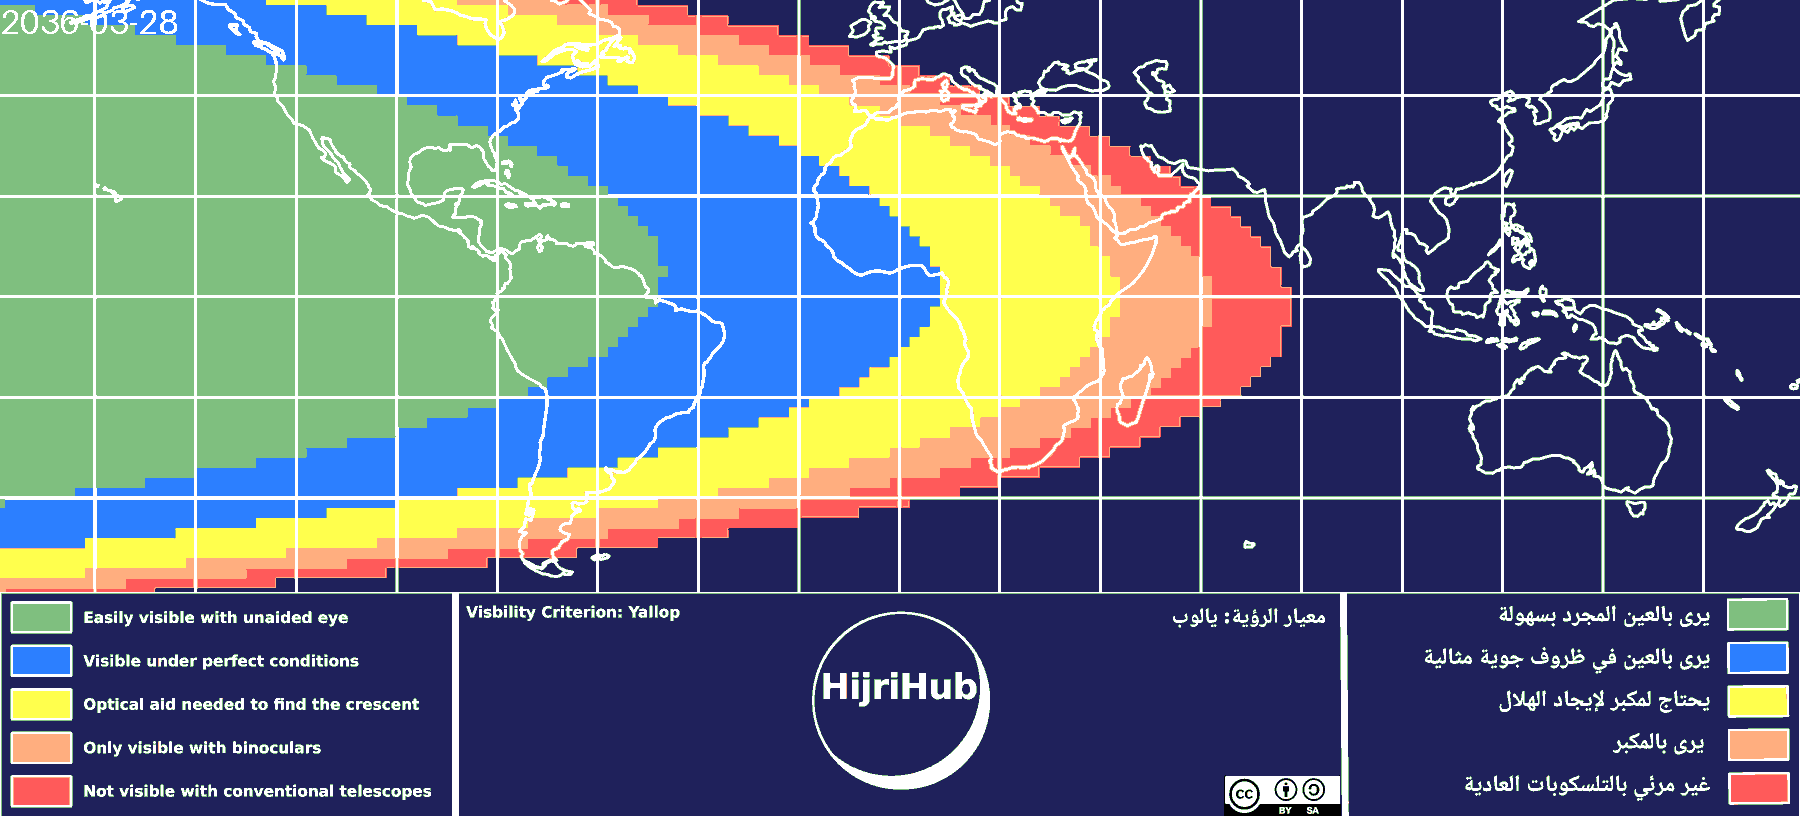 2036-03-28
Easily visible with unaided eye
Visible under perfect conditions
Optical aid needed to find the crescent
Only visible with binoculars
Not visible with conventional telescopes
Visbility Criterion: Yallop
معيار الرؤية: يالوب
HijriHub
cc
BY SA
يرى بالعين المجرد بسهولة
يرى بالعين في ظروف جوية مثالية
يحتاج لمكبر لإيجاد الهلال
يرى بالمكبر
غير مرئي بالتلسكوبات العادية